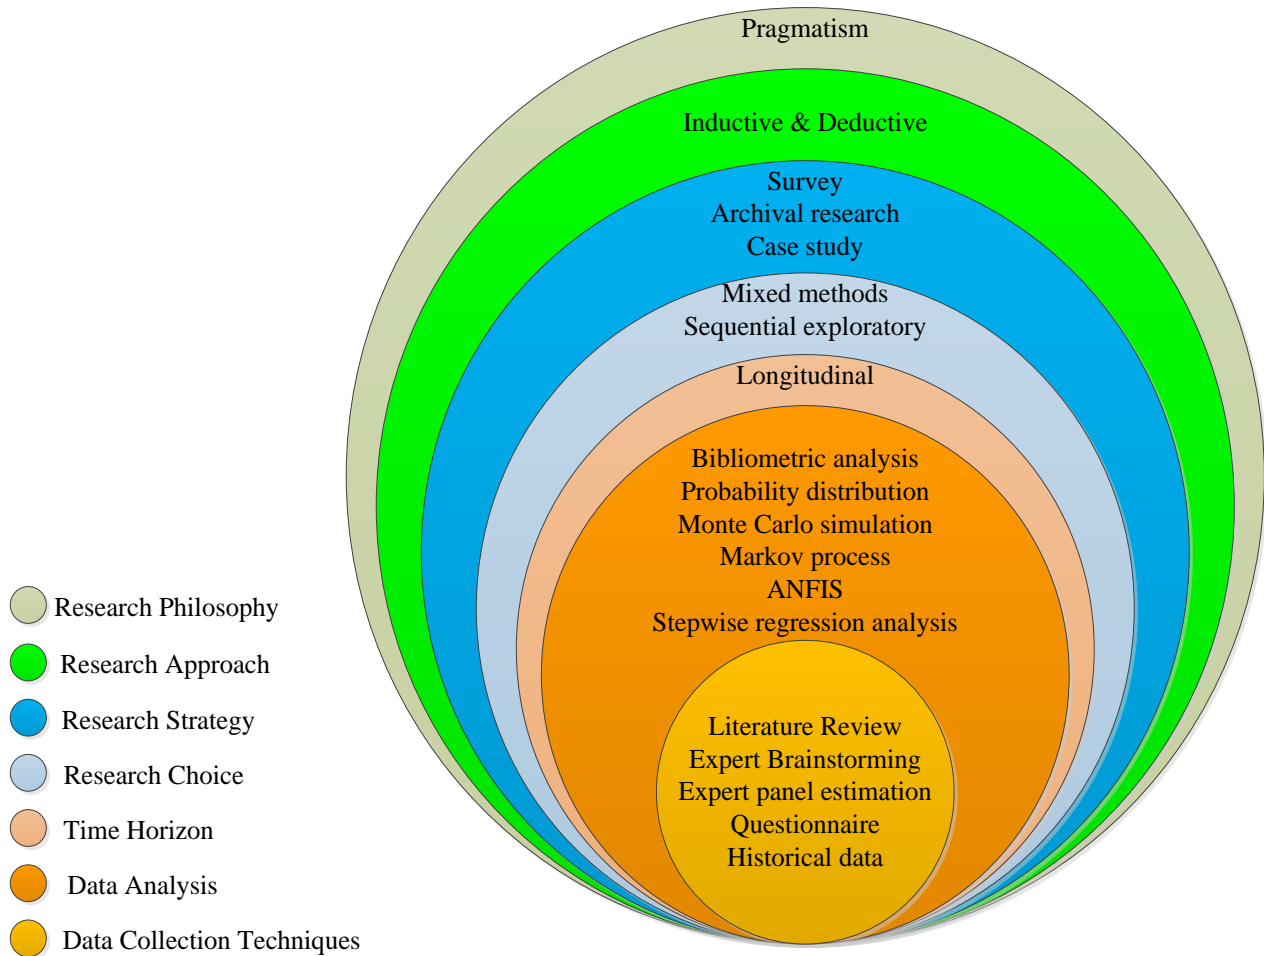 Pragmatism
Inductive & Deductive
Survey
Archival research
Case study
Mixed methods
Sequential exploratory
Longitudinal
Bibliometric analysis
Probability distribution
Monte Carlo simulation
Markov process
ANFIS
Stepwise regression analysis
Literature Review
Expert Brainstorming
Expert panel estimation
Questionnaire
Historical data
Research Philosophy
Research Approach
Research Strategy
Research Choice
Time Horizon
Data Analysis
Data Collection Techniques